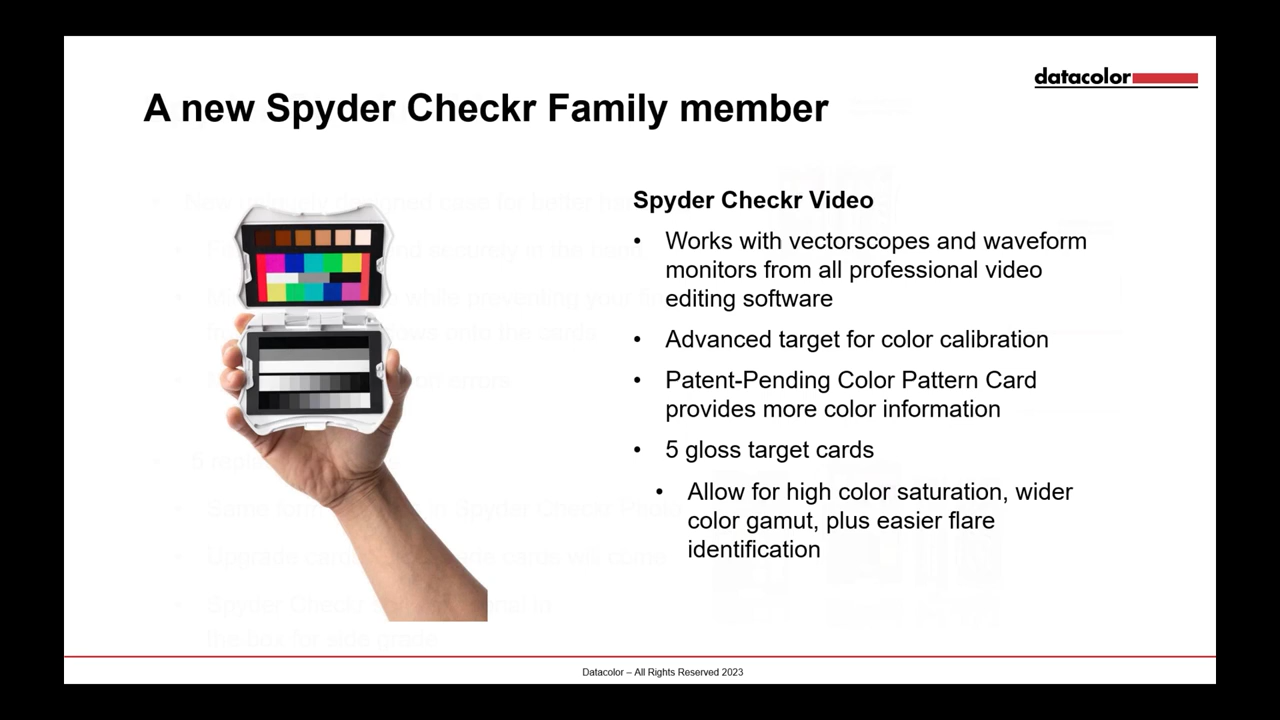 datacolor
A new Spyder Checkr Family member
Spyder Checkr Video
• Works with vectorscopes and waveform
monitors from all professional video
editing software
• Advanced target for color calibration
• Patent-Pending Color Pattern Card
provides more color information
• 5 gloss target cards
• Allow for high color saturation, wider
color gamut, plus easier flare
identification
Datacolor – All Rights Reserved 2023